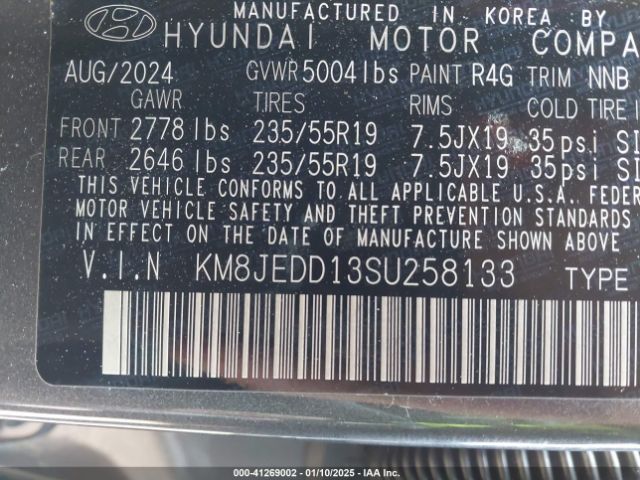 MANUFACTURED IN KOREA BY
HYUNDAI MOTOR COMPA
AUG/2024 GVWR 5004 lbs PAINT R4G TRIM NNB
GAWR TIRES RIMS COLD TIRE
FRONT 2778 lbs 235/55R19 7.5JX19 35psi S1
REAR 2646 lbs 235/55R19 7.5JX19 35psi S1
THIS VEHICLE CONFORMS TO ALL APPLICABLE U.S.A. FEDER
MOTOR VEHICLE SAFETY AND THEFT PREVENTION STANDARDS
IN EFFECT ON THE DATE OF MANUFACTURE SHOWN ABOVE
V.I.N KM8JEDD13SU258133 TYPE
000-41269002 - 01/10/2025 - IAA Inc.